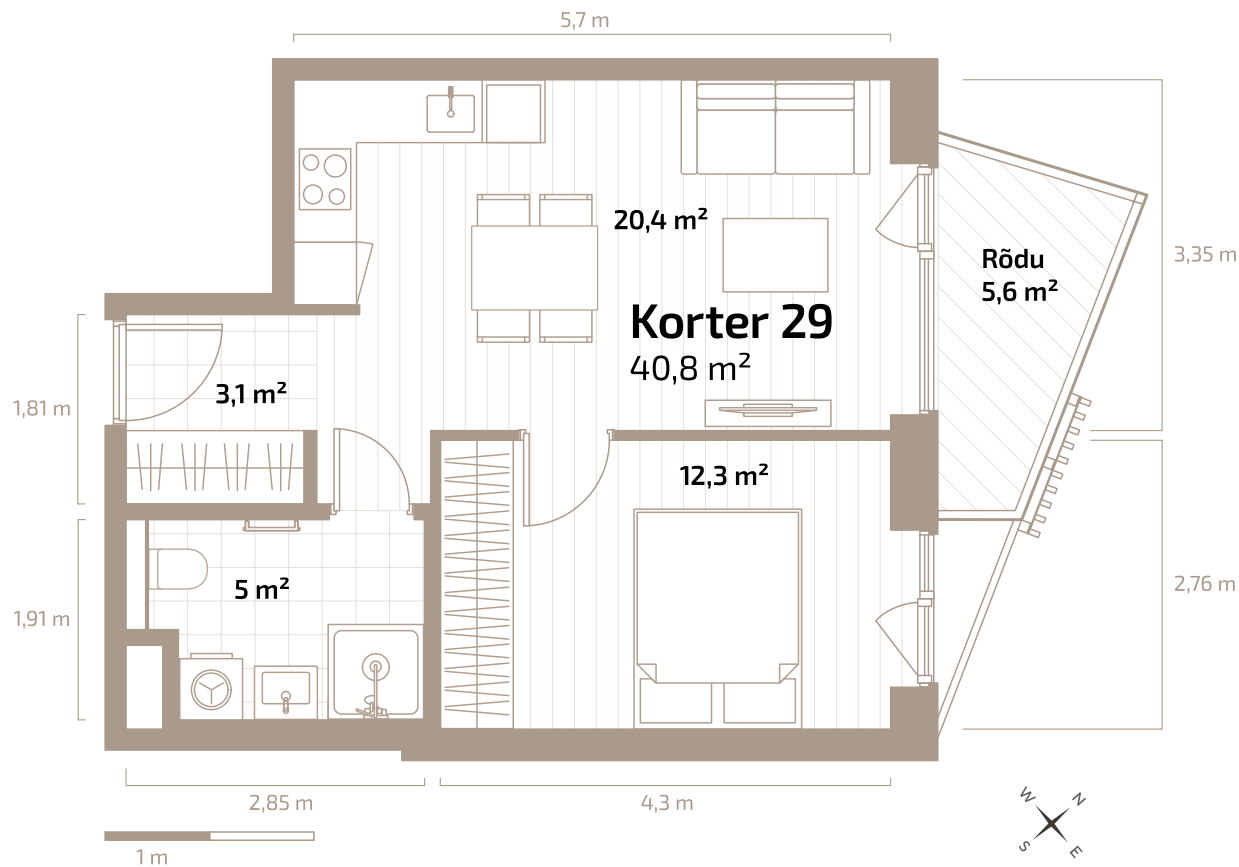 5,7 m
20,4 m²
Rõdu
5,6 m²
3,35 m
Korter 29
40,8 m²
3,1 m²
1,81 m
12,3 m²
5 m²
1,91 m
2,76 m
2,85 m
4,3 m
W
N
S
E
1 m